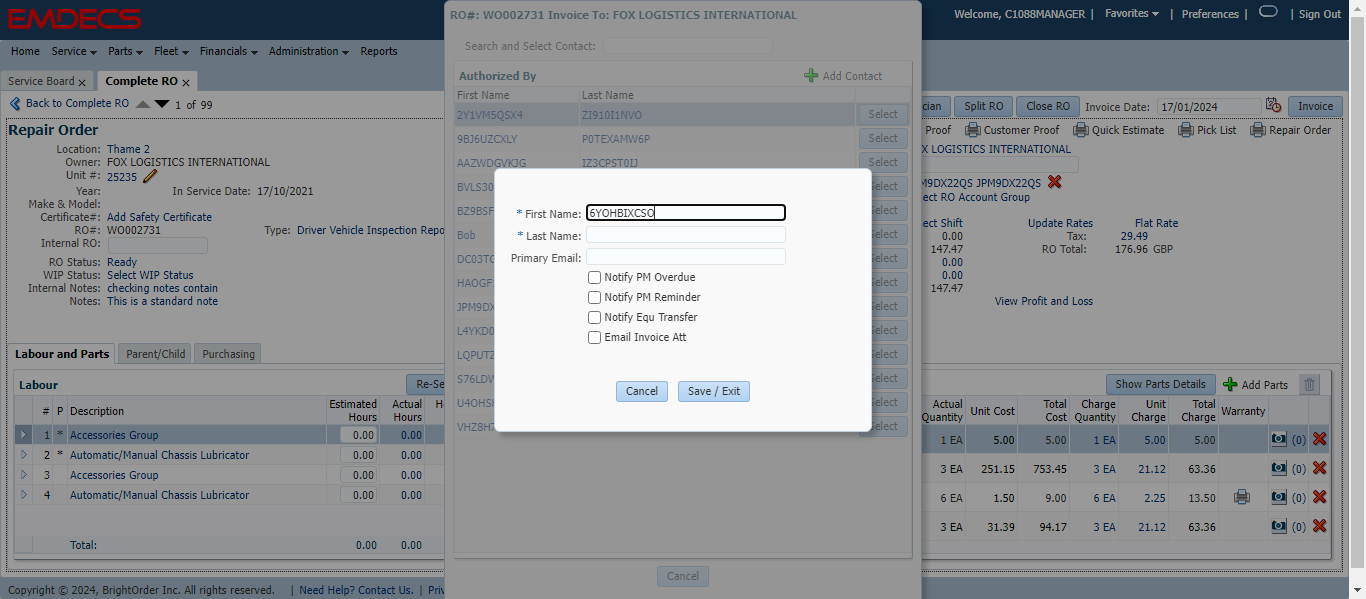 EMDECS
Welcome, C1088MANAGER | Favorites | Preferences | | Sign Out
Home Service Parts Fleet Financials Administration Reports
Service Board x Complete RO x
Back to Complete RO 1 of 99
Split RO Close RO Invoice Date: 17/01/2024 Invoice
Proof Customer Proof Quick Estimate Pick List Repair Order
Repair Order
Location: Thame 2
Owner: FOX LOGISTICS INTERNATIONAL
Unit #: 25235
Year: In Service Date: 17/10/2021
Make & Model:
Certificate#: Add Safety Certificate
RO#: WO002731 Type: Driver Vehicle Inspection Repo
Internal RO:
RO Status: Ready
WIP Status: Select WIP Status
Internal Notes: checking notes contain
Notes: This is a standard note
X LOGISTICS INTERNATIONAL
JPM9DX22QS JPM9DX22QS
ect RO Account Group
ect Shift Update Rates Flat Rate
0.00 Tax: 29.49
147.47 RO Total: 176.96 GBP
0.00
0.00
147.47
View Profit and Loss
Labour and Parts Parent/Child Purchasing
Labour Re-Se
# P Description Estimated Hours Actual Hours
1 * Accessories Group 0.00 0.00
2 * Automatic/Manual Chassis Lubricator 0.00 0.00
3 Accessories Group 0.00 0.00
4 Automatic/Manual Chassis Lubricator 0.00 0.00
Total: 0.00 0.00
Show Parts Details Add Parts
Actual Quantity Unit Cost Total Cost Charge Quantity Unit Charge Total Charge Warranty
1 EA 5.00 5.00 1 EA 5.00 5.00 (0)
3 EA 251.15 753.45 3 EA 21.12 63.36 (0)
6 EA 1.50 9.00 6 EA 2.25 13.50 (0)
3 EA 31.39 94.17 3 EA 21.12 63.36 (0)
RO#: WO002731 Invoice To: FOX LOGISTICS INTERNATIONAL
Search and Select Contact:
Authorized By Add Contact
First Name Last Name
2Y1VM5QSX4 ZI910I1NVO Select
9BJ6UZCXLY P0TEXAMW6P Select
AAZWDGVKJG IZ3CPST0IJ Select
BVLS30 elect
BZ9BSF elect
Bob elect
DC03TC elect
HAOGF elect
JPM9DX elect
L4YKD0 elect
LQPUTZ elect
S76LDW elect
U4OHSH elect
VHZ8H elect
Cancel
* First Name: 6YOHBIXCSO
* Last Name:
Primary Email:
Notify PM Overdue
Notify PM Reminder
Notify Equ Transfer
Email Invoice Att
Cancel Save / Exit
Copyright © 2024, BrightOrder Inc. All rights reserved. | Need Help? Contact Us. | Priv